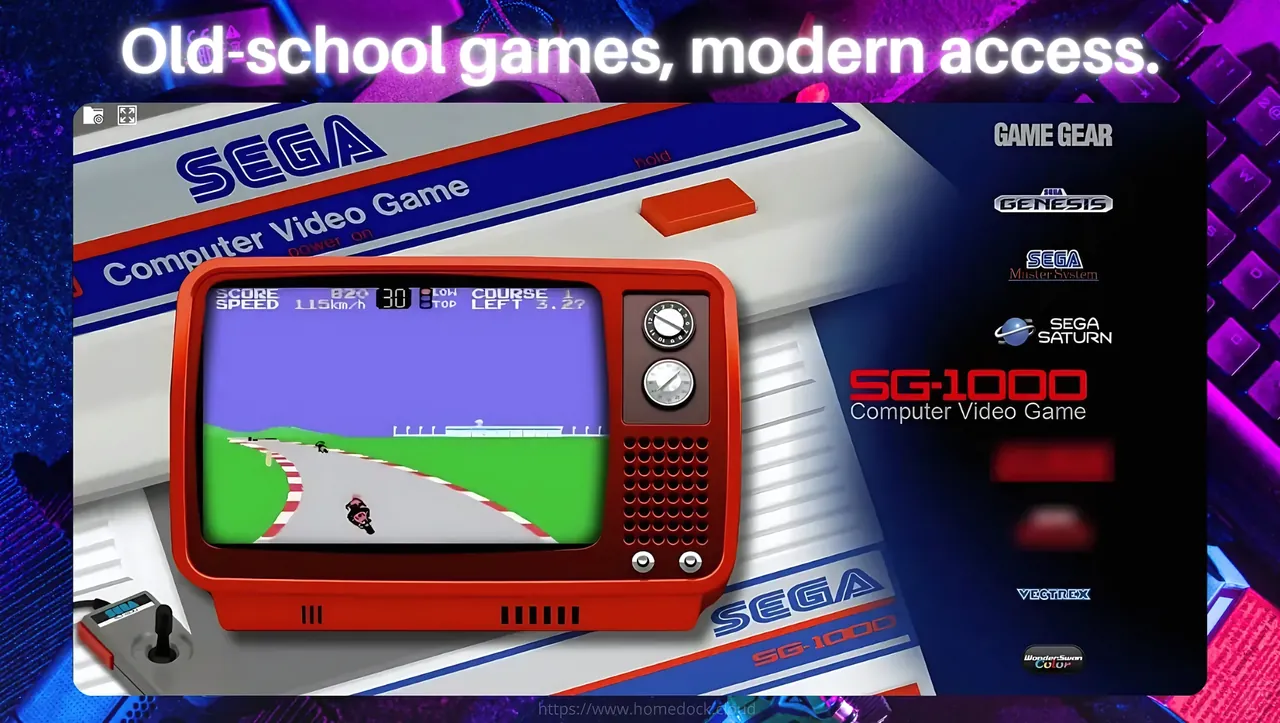 Old-school games, modern access.
SEGA
Computer Video Game
hold
power on
SCORE 820 30 LOW COURSE 1
SPEED 115km/h TOP LEFT 3.27
GAME GEAR
SEGA
GENESIS
SEGA
Master System
SEGA
SATURN
SG-1000
Computer Video Game
VECTREX
WonderSwan
Color
SEGA
SG-1000
SEGA
https://www.homedock.cloud